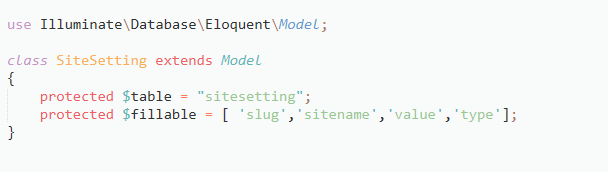 use Illuminate\Database\Eloquent\Model;
class SiteSetting extends Model
{
protected $table = "sitesetting";
protected $fillable = [ 'slug','sitename','value','type'];
}